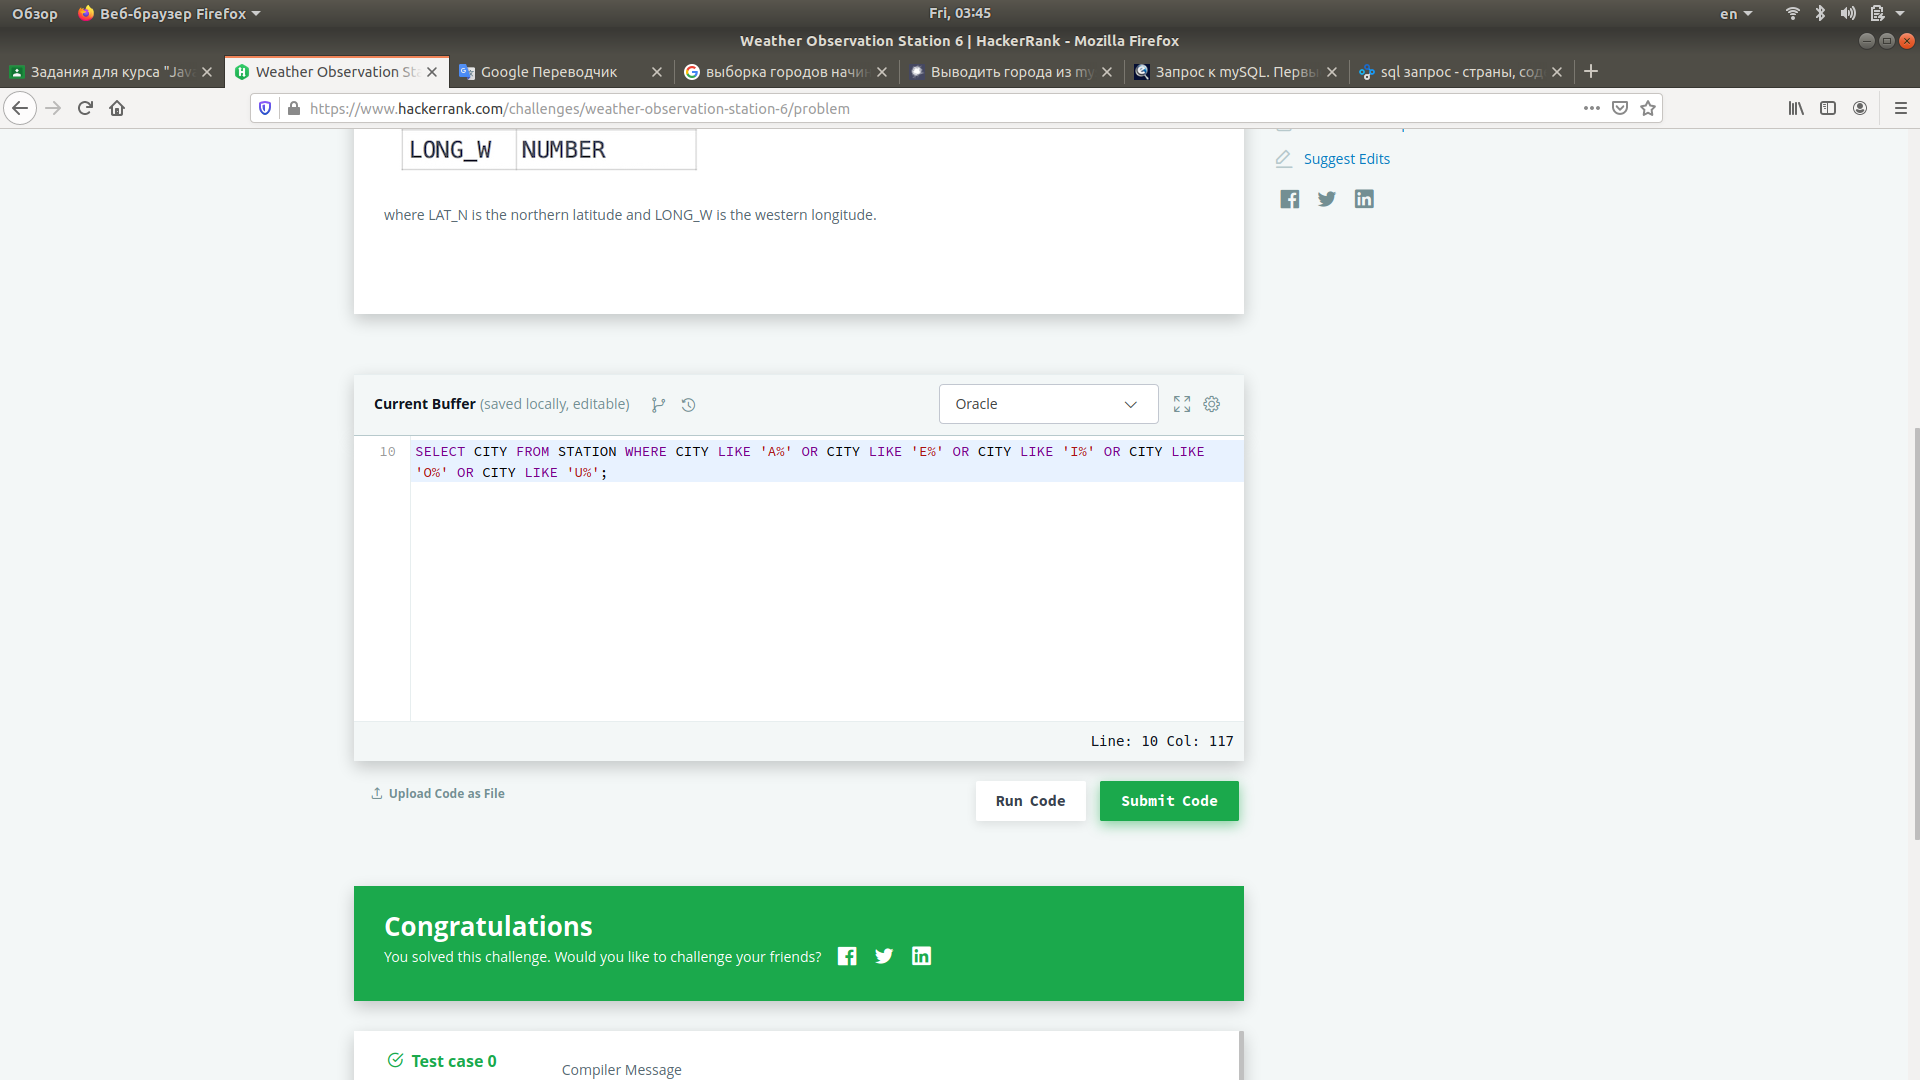 Обзор
Веб-браузер Firefox
Fri, 03:45
en
Weather Observation Station 6 | HackerRank - Mozilla Firefox
Задания для курса "Jav
Weather Observation Sta
Google Переводчик
выборка городов начин
Выводить города из my
Запрос к mySQL. Первы
sql запрос - страны, сод
https://www.hackerrank.com/challenges/weather-observation-station-6/problem
LONG_W NUMBER
where LAT_N is the northern latitude and LONG_W is the western longitude.
Suggest Edits
Current Buffer (saved locally, editable)
Oracle
10 SELECT CITY FROM STATION WHERE CITY LIKE 'A%' OR CITY LIKE 'E%' OR CITY LIKE 'I%' OR CITY LIKE
'O%' OR CITY LIKE 'U%';
Line: 10 Col: 117
Upload Code as File
Run Code
Submit Code
Congratulations
You solved this challenge. Would you like to challenge your friends?
Test case 0
Compiler Message